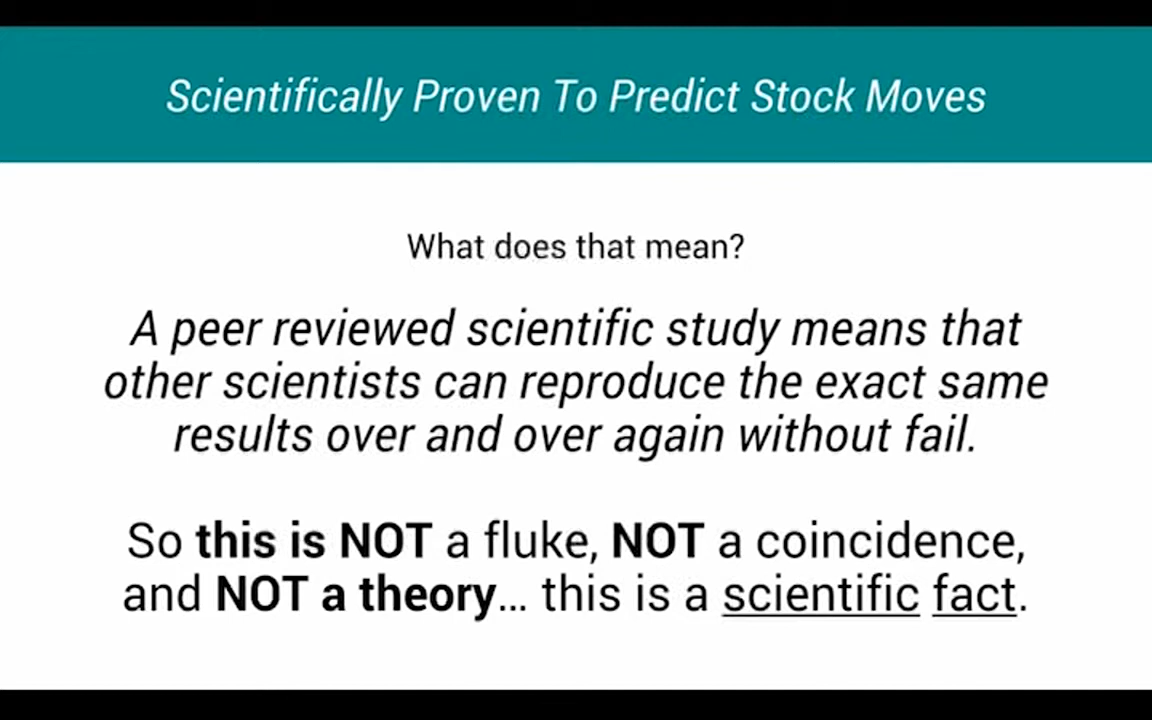 Scientifically Proven To Predict Stock Moves
What does that mean?
A peer reviewed scientific study means that
other scientists can reproduce the exact same
results over and over again without fail.
So this is NOT a fluke, NOT a coincidence,
and NOT a theory... this is a scientific fact.